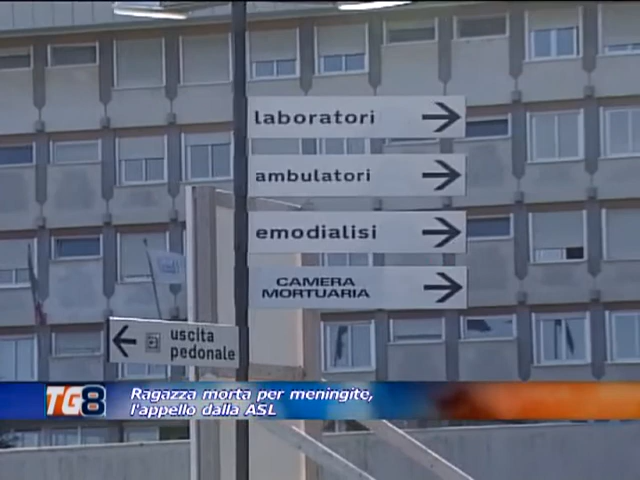 laboratori
ambulatori
emodialisi
CAMERA
MORTUARIA
uscita
pedonale
TG8
Ragazza morta per meningite,
l'appello dalla ASL